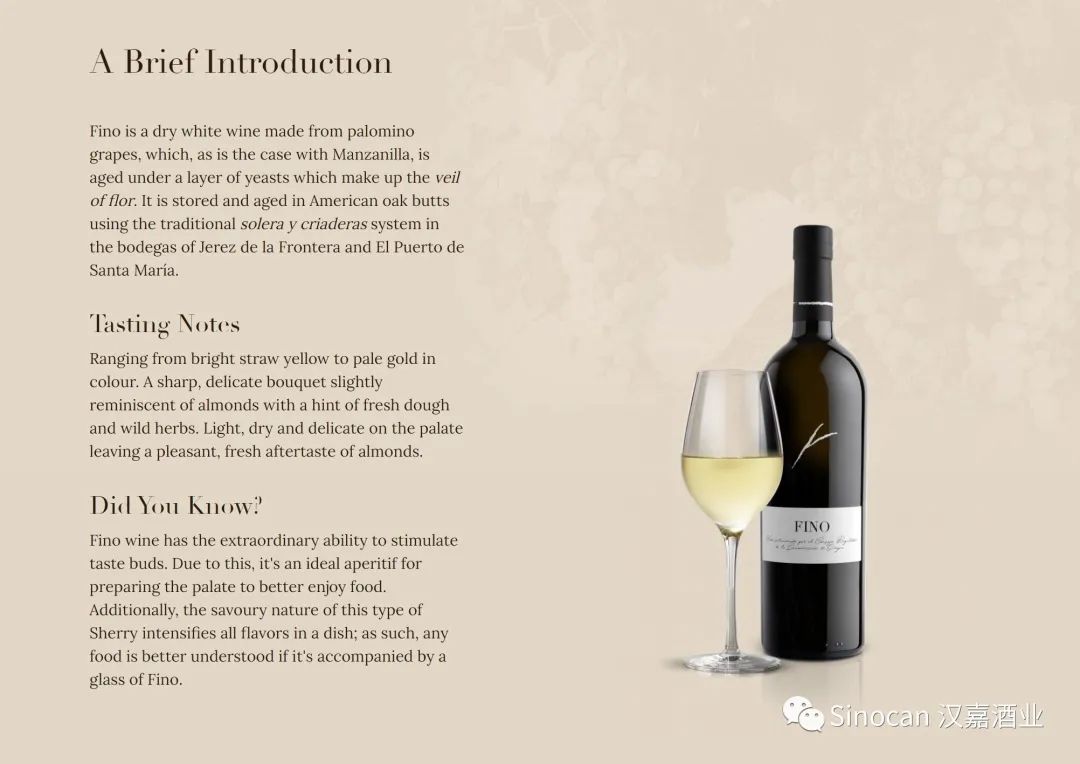 A Brief Introduction
Fino is a dry white wine made from palomino
grapes, which, as is the case with Manzanilla, is
aged under a layer of yeasts which make up the veil
of flor. It is stored and aged in American oak butts
using the traditional solera y criaderas system in
the bodegas of Jerez de la Frontera and El Puerto de
Santa María.
Tasting Notes
Ranging from bright straw yellow to pale gold in
colour. A sharp, delicate bouquet slightly
reminiscent of almonds with a hint of fresh dough
and wild herbs. Light, dry and delicate on the palate
leaving a pleasant, fresh aftertaste of almonds.
Did You Know?
Fino wine has the extraordinary ability to stimulate
taste buds. Due to this, it's an ideal aperitif for
preparing the palate to better enjoy food.
Additionally, the savoury nature of this type of
Sherry intensifies all flavors in a dish; as such, any
food is better understood if it's accompanied by a
glass of Fino.
FINO
Sinocan 汉嘉酒业